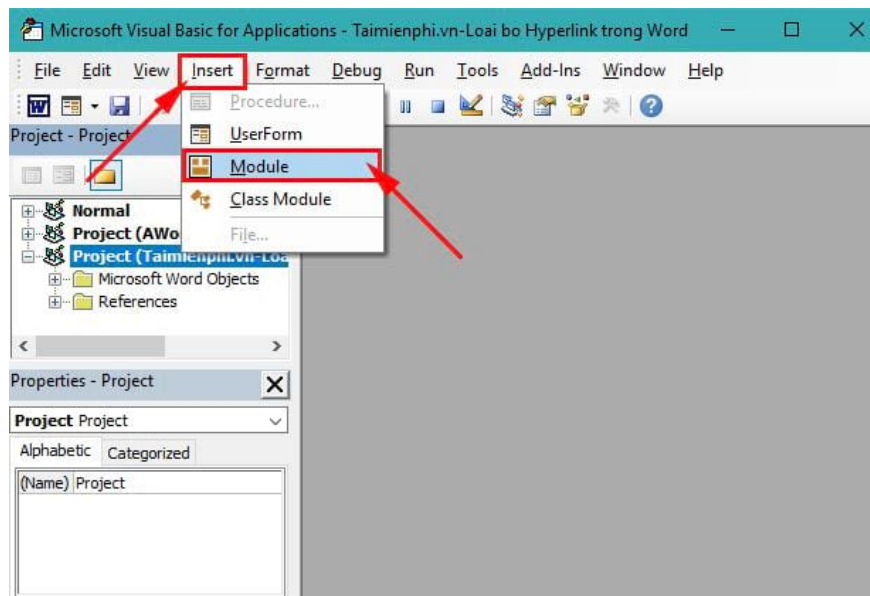 Microsoft Visual Basic for Applications - Taimienphi.vn-Loai bo Hyperlink trong Word
File Edit View Insert Format Debug Run Tools Add-Ins Window Help
Procedure...
Project - Project
UserForm
Module
Class Module
Normal
Project (AWo
File...
Project (Taimienphi.vn-Loa
Microsoft Word Objects
References
Properties - Project
Project Project
Alphabetic Categorized
(Name) Project